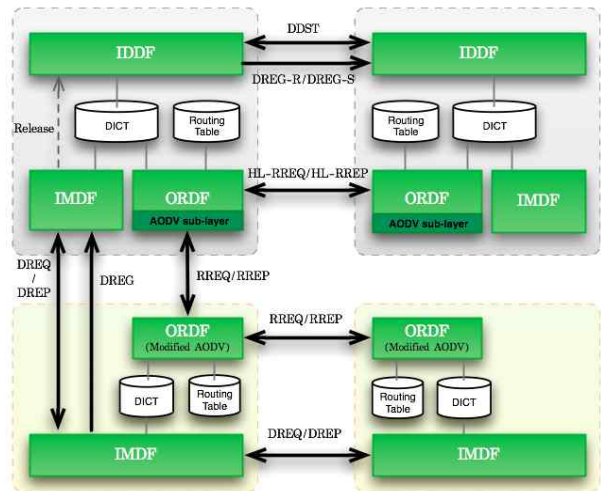 DDST
IDDF
IDDF
DREG-R/DREG-S
Release
DICT
Routing
Table
Routing
Table
DICT
IMDF
ORDF
AODV sub-layer
HL-RREQ/HL-RREP
ORDF
AODV sub-layer
IMDF
DREQ
/
DREP
DREG
RREQ/RREP
ORDF
(Modified AODV)
RREQ/RREP
ORDF
(Modified AODV)
DICT
Routing
Table
Routing
Table
DICT
IMDF
DREQ/DREP
IMDF